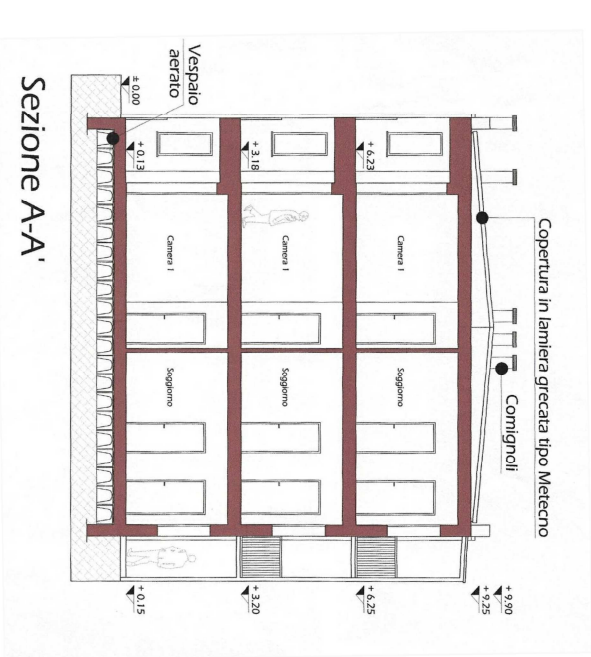 Copertura in lamiera grecata tipo Metecno
Comignoli
+ 9.90
+ 9.25
+ 6.23
Camera 1
Soggiorno
+ 6.25
+ 3.18
Camera 1
Soggiorno
+ 3.20
Vespaio
aerato
± 0.00
+ 0.13
Camera 1
Soggiorno
+ 0.15
Sezione A-A'